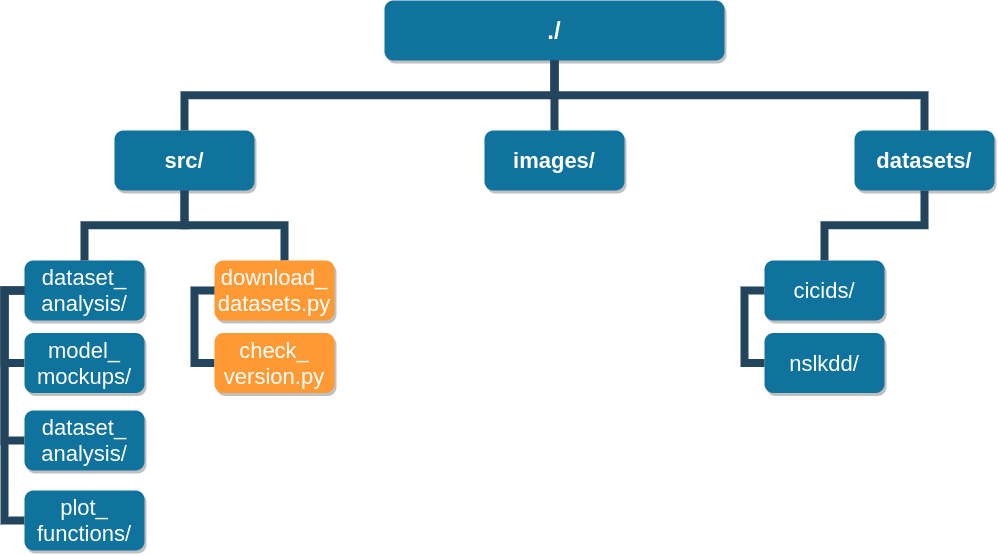 ./
src/
images/
datasets/
dataset_
analysis/
download_
datasets.py
cicids/
model_
mockups/
check_
version.py
nslkdd/
dataset_
analysis/
plot_
functions/